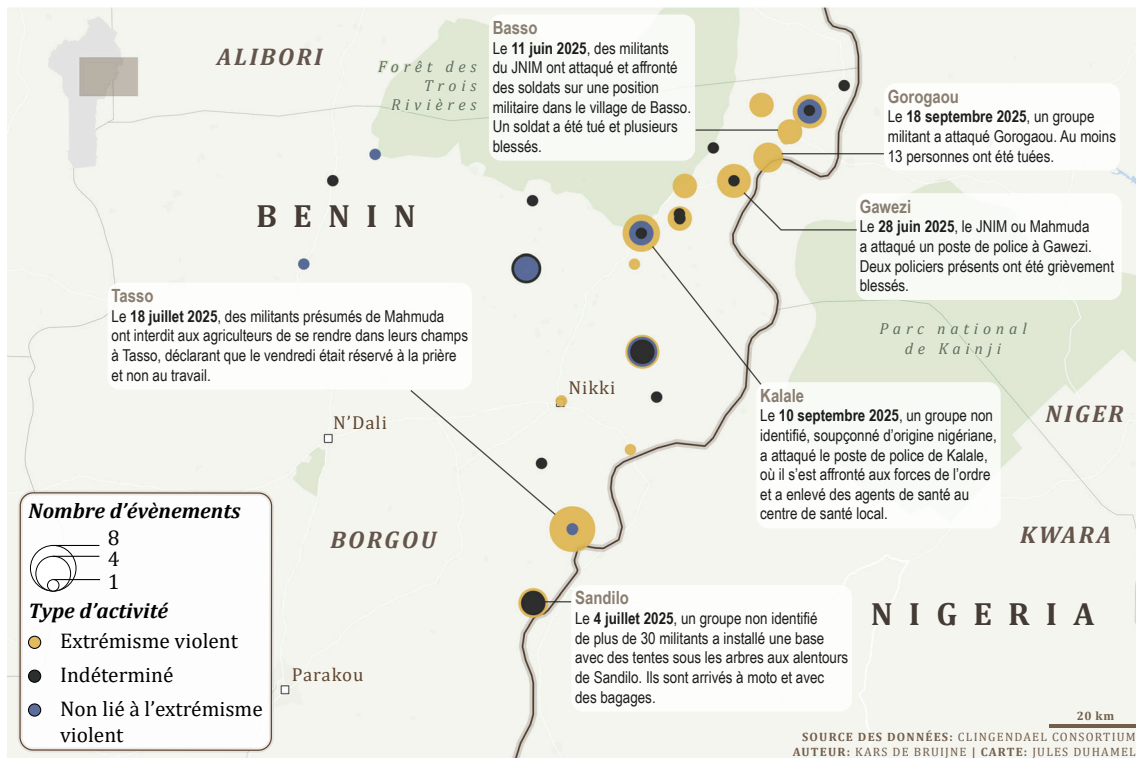 ALIBORI
Forêt des
Trois
Rivières
Basso
Le 11 juin 2025, des militants
du JNIM ont attaqué et affronté
des soldats sur une position
militaire dans le village de Basso.
Un soldat a été tué et plusieurs
blessés.
Gorogaou
Le 18 septembre 2025, un groupe
militant a attaqué Gorogaou. Au moins
13 personnes ont été tuées.
BENIN
Gawezi
Le 28 juin 2025, le JNIM ou Mahmuda
a attaqué un poste de police à Gawezi.
Deux policiers présents ont été grièvement
blessés.
Tasso
Le 18 juillet 2025, des militants présumés de Mahmuda
ont interdit aux agriculteurs de se rendre dans leurs champs
à Tasso, déclarant que le vendredi était réservé à la prière
et non au travail.
Parc national
de Kainji
Nikki
N'Dali
Kalale
Le 10 septembre 2025, un groupe non
identifié, soupçonné d'origine nigériane,
a attaqué le poste de police de Kalale,
où il s'est affronté aux forces de l'ordre
et a enlevé des agents de santé au
centre de santé local.
NIGER
KWARA
BORGOU
Nombre d'évènements
8
4
1
Type d'activité
Extrémisme violent
Indéterminé
Non lié à l'extrémisme
violent
Parakou
Sandilo
Le 4 juillet 2025, un groupe non identifié
de plus de 30 militants a installé une base
avec des tentes sous les arbres aux alentours
de Sandilo. Ils sont arrivés à moto et avec
des bagages.
NIGERIA
20 km
SOURCE DES DONNÉES: CLINGENDAEL CONSORTIUM
AUTEUR: KARS DE BRUIJNE | CARTE: JULES DUHAMEL